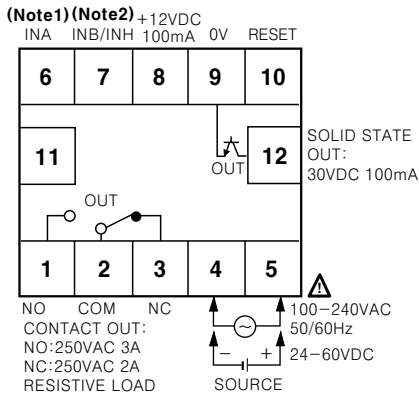 (Note1) (Note2) +12VDC
INA INB/INH 100mA 0V RESET
6 7 8 9 10
11 OUT 12
SOLID STATE
OUT:
30VDC 100mA
OUT
1 2 3 4 5
NO COM NC
CONTACT OUT:
NO:250VAC 3A
NC:250VAC 2A
RESISTIVE LOAD
100-240VAC
50/60Hz
- + 24-60VDC
SOURCE